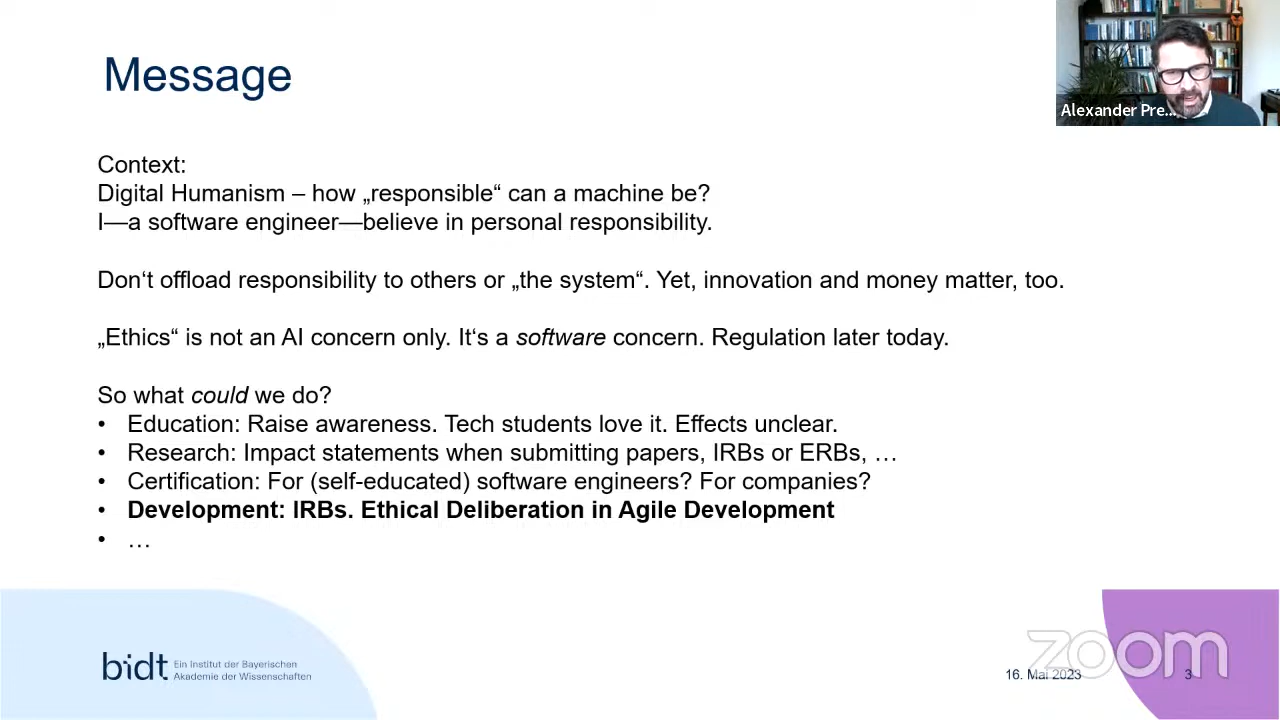 Message
Alexander Pre...
Context:
Digital Humanism – how „responsible“ can a machine be?
I—a software engineer—believe in personal responsibility.
Don‘t offload responsibility to others or „the system“. Yet, innovation and money matter, too.
„Ethics“ is not an AI concern only. It‘s a software concern. Regulation later today.
So what could we do?
• Education: Raise awareness. Tech students love it. Effects unclear.
• Research: Impact statements when submitting papers, IRBs or ERBs, …
• Certification: For (self-educated) software engineers? For companies?
• Development: IRBs. Ethical Deliberation in Agile Development
• …
bidt
Ein Institut der Bayerischen
Akademie der Wissenschaften
zoom
16. Mai 2023
3